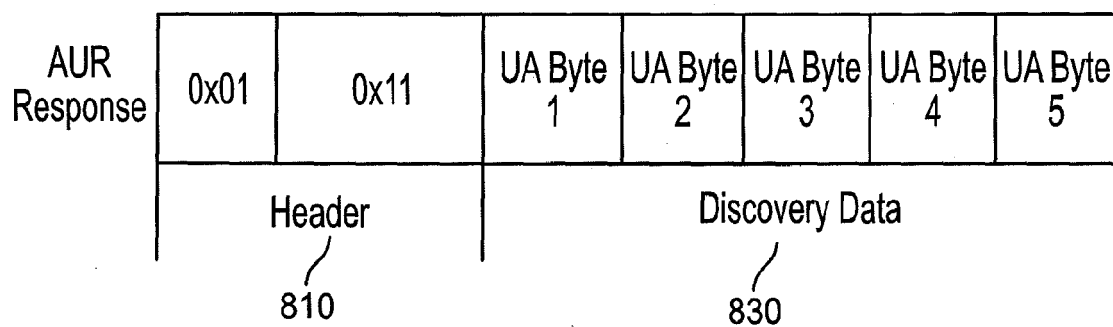 AUR
Response
0x01
0x11
UA Byte
1
UA Byte
2
UA Byte
3
UA Byte
4
UA Byte
5
Header
Discovery Data
810
830